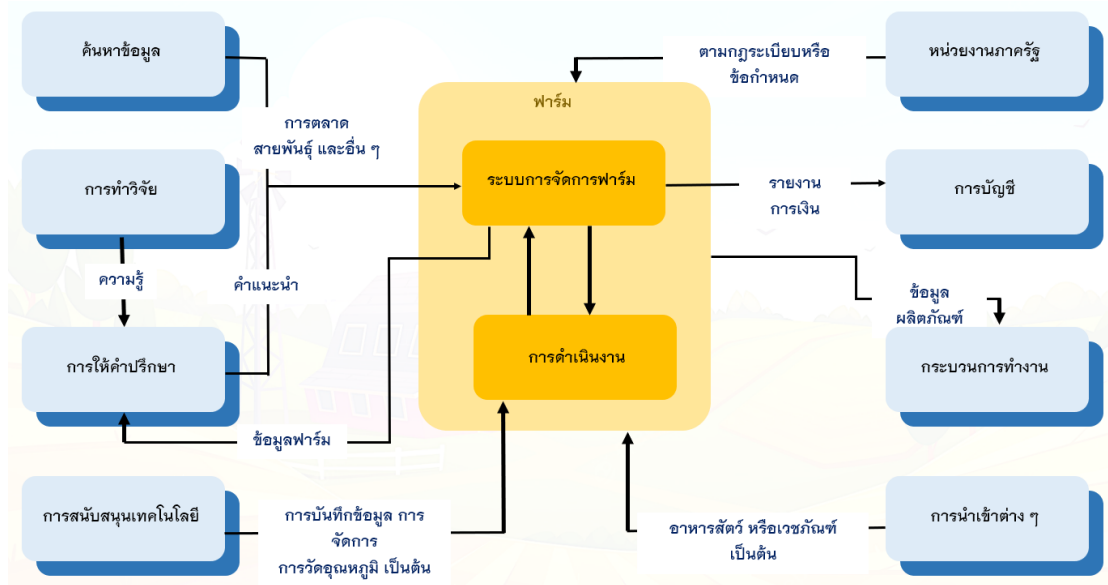 ค้นหาข้อมูล
ตามกฎระเบียบหรือ
ข้อกำหนด
หน่วยงานภาครัฐ
ฟาร์ม
การตลาด
สายพันธุ์ และอื่น ๆ
การทำวิจัย
ระบบการจัดการฟาร์ม
รายงาน
การเงิน
การบัญชี
ความรู้
คำแนะนำ
ข้อมูล
ผลิตภัณฑ์
การให้คำปรึกษา
การดำเนินงาน
กระบวนการทำงาน
ข้อมูลฟาร์ม
การสนับสนุนเทคโนโลยี
การบันทึกข้อมูล การ
จัดการ
การวัดอุณหภูมิ เป็นต้น
อาหารสัตว์ หรือเวชภัณฑ์
เป็นต้น
การนำเข้าต่าง ๆ